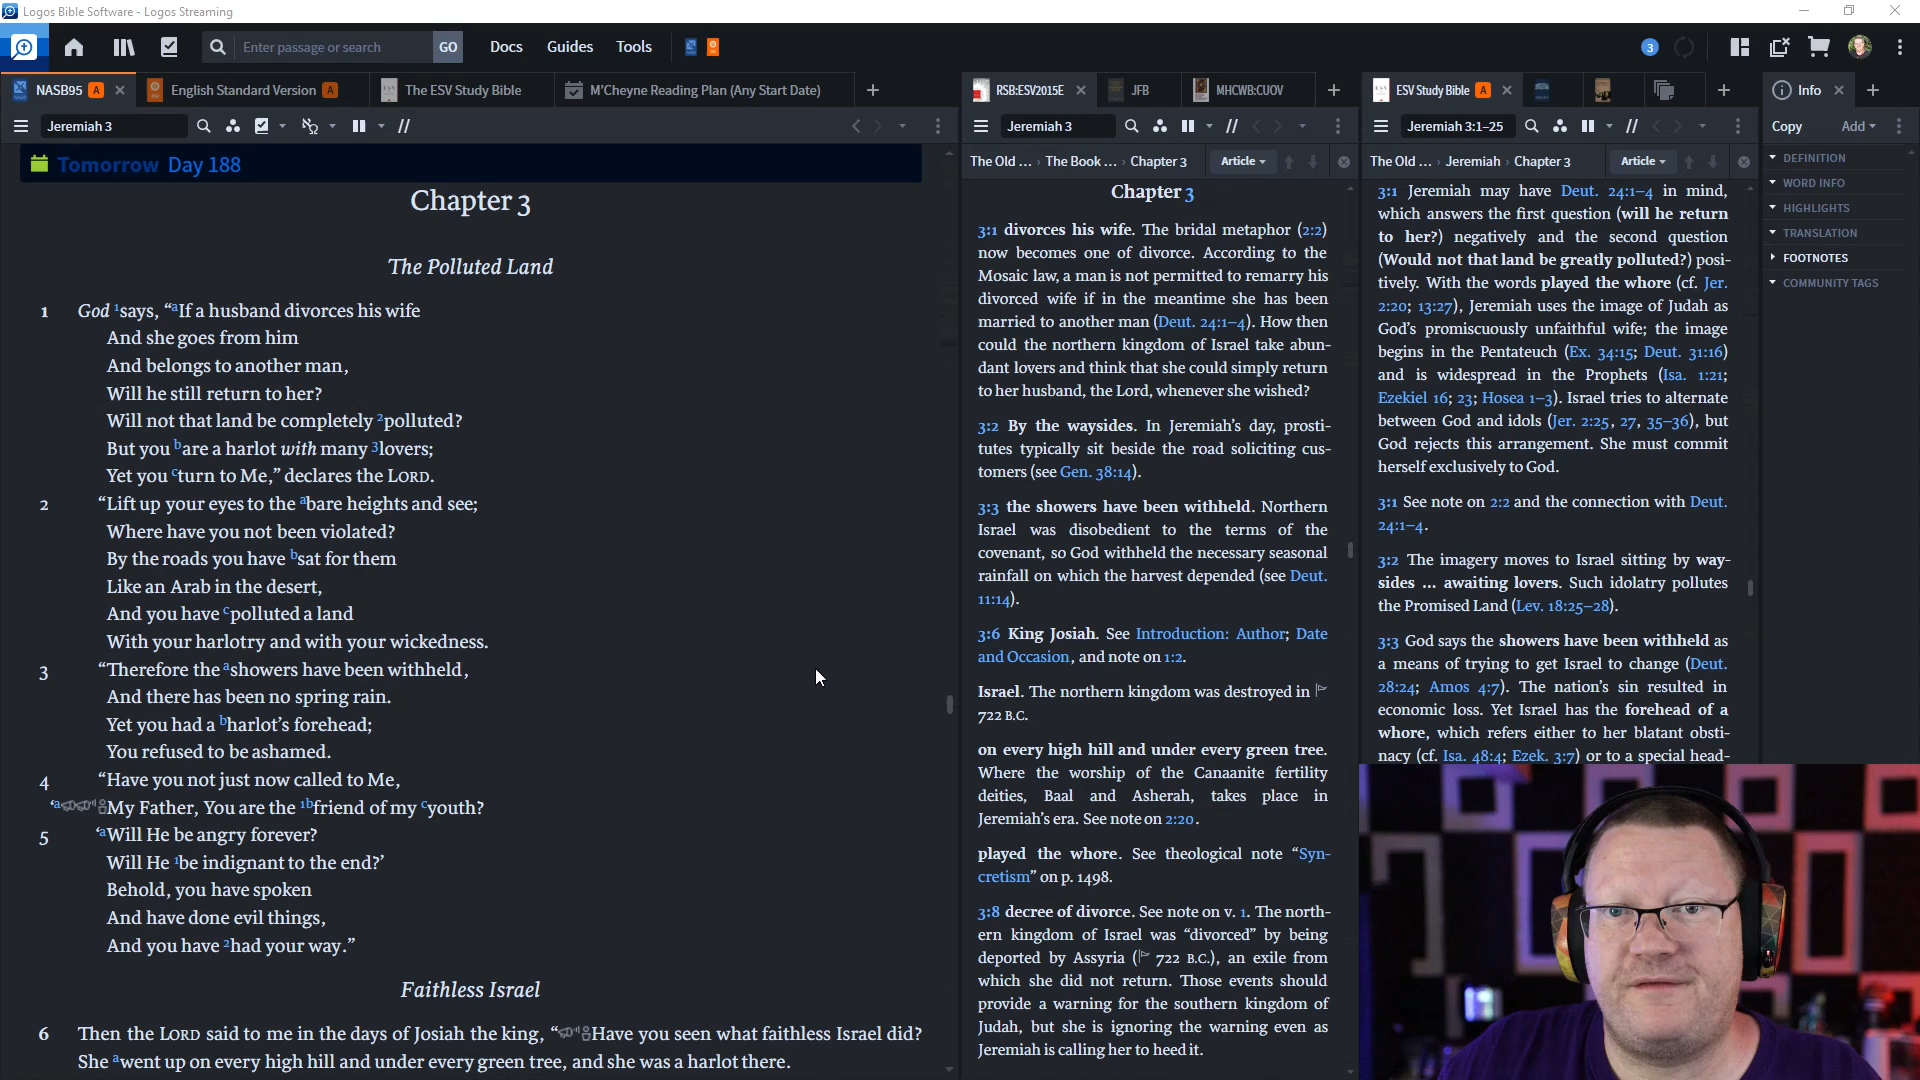 Logos Bible Software - Logos Streaming
Enter passage or search
GO
Docs
Guides
Tools
3
NASB95 A
English Standard Version A
The ESV Study Bible
M'Cheyne Reading Plan (Any Start Date)
Jeremiah 3
Tomorrow Day 188
Chapter 3
The Polluted Land
1 God 1says, “aIf a husband divorces his wife
And she goes from him
And belongs to another man,
Will he still return to her?
Will not that land be completely 2polluted?
But you bare a harlot with many 3lovers;
Yet you cturn to Me,” declares the LORD.
2 “Lift up your eyes to the abare heights and see;
Where have you not been violated?
By the roads you have bsat for them
Like an Arab in the desert,
And you have cpolluted a land
With your harlotry and with your wickedness.
3 “Therefore the ashowers have been withheld,
And there has been no spring rain.
Yet you had a bharlot’s forehead;
You refused to be ashamed.
4 “Have you not just now called to Me,
‘aMy Father, You are the 1bfriend of my cyouth?
5 ‘aWill He be angry forever?
Will He 1be indignant to the end?’
Behold, you have spoken
And have done evil things,
And you have 2had your way.”
Faithless Israel
6 Then the LORD said to me in the days of Josiah the king, “Have you seen what faithless Israel did?
She awent up on every high hill and under every green tree, and she was a harlot there.
RSB:ESV2015E
JFB
MHCWB:CUOV
Jeremiah 3
The Old ... › The Book ... › Chapter 3
Article
Chapter 3
3:1 divorces his wife. The bridal metaphor (2:2)
now becomes one of divorce. According to the
Mosaic law, a man is not permitted to remarry his
divorced wife if in the meantime she has been
married to another man (Deut. 24:1–4). How then
could the northern kingdom of Israel take abun-
dant lovers and think that she could simply return
to her husband, the Lord, whenever she wished?
3:2 By the waysides. In Jeremiah’s day, prosti-
tutes typically sit beside the road soliciting cus-
tomers (see Gen. 38:14).
3:3 the showers have been withheld. Northern
Israel was disobedient to the terms of the
covenant, so God withheld the necessary seasonal
rainfall on which the harvest depended (see Deut.
11:14).
3:6 King Josiah. See Introduction: Author; Date
and Occasion, and note on 1:2.
Israel. The northern kingdom was destroyed in
722 B.C.
on every high hill and under every green tree.
Where the worship of the Canaanite fertility
deities, Baal and Asherah, takes place in
Jeremiah’s era. See note on 2:20.
played the whore. See theological note “Syn-
cretism” on p. 1498.
3:8 decree of divorce. See note on v. 1. The north-
ern kingdom of Israel was “divorced” by being
deported by Assyria (722 B.C.), an exile from
which she did not return. Those events should
provide a warning for the southern kingdom of
Judah, but she is ignoring the warning even as
Jeremiah is calling her to heed it.
ESV Study Bible A
Jeremiah 3:1–25
The Old ... › Jeremiah › Chapter 3
Article
3:1 Jeremiah may have Deut. 24:1–4 in mind,
which answers the first question (will he return
to her?) negatively and the second question
(Would not that land be greatly polluted?) posi-
tively. With the words played the whore (cf. Jer.
2:20; 13:27), Jeremiah uses the image of Judah as
God’s promiscuously unfaithful wife; the image
begins in the Pentateuch (Ex. 34:15; Deut. 31:16)
and is widespread in the Prophets (Isa. 1:21;
Ezekiel 16; 23; Hosea 1–3). Israel tries to alternate
between God and idols (Jer. 2:25, 27, 35–36), but
God rejects this arrangement. She must commit
herself exclusively to God.
3:1 See note on 2:2 and the connection with Deut.
24:1–4.
3:2 The imagery moves to Israel sitting by way-
sides ... awaiting lovers. Such idolatry pollutes
the Promised Land (Lev. 18:25–28).
3:3 God says the showers have been withheld as
a means of trying to get Israel to change (Deut.
28:24; Amos 4:7). The nation’s sin resulted in
economic loss. Yet Israel has the forehead of a
whore, which refers either to her blatant obsti-
nacy (cf. Isa. 48:4; Ezek. 3:7) or to a special head-
Info
Copy
Add
DEFINITION
WORD INFO
HIGHLIGHTS
TRANSLATION
FOOTNOTES
COMMUNITY TAGS